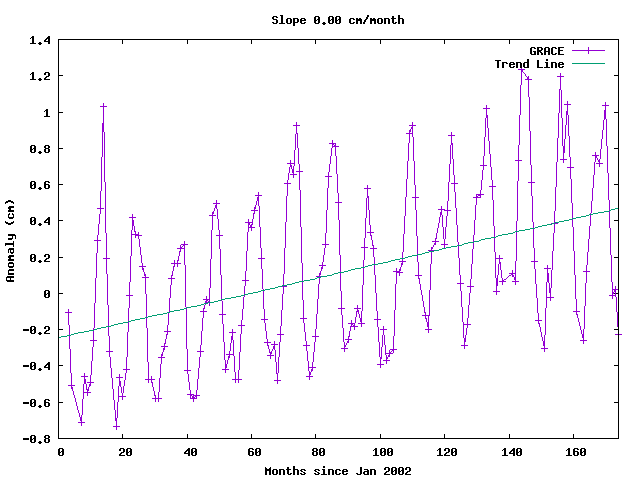 Slope 0.00 cm/month
1.4
1.2
1
0.8
0.6
0.4
0.2
0
-0.2
-0.4
-0.6
-0.8
Anomaly (cm)
GRACE
Trend Line
0 20 40 60 80 100 120 140 160
Months since Jan 2002